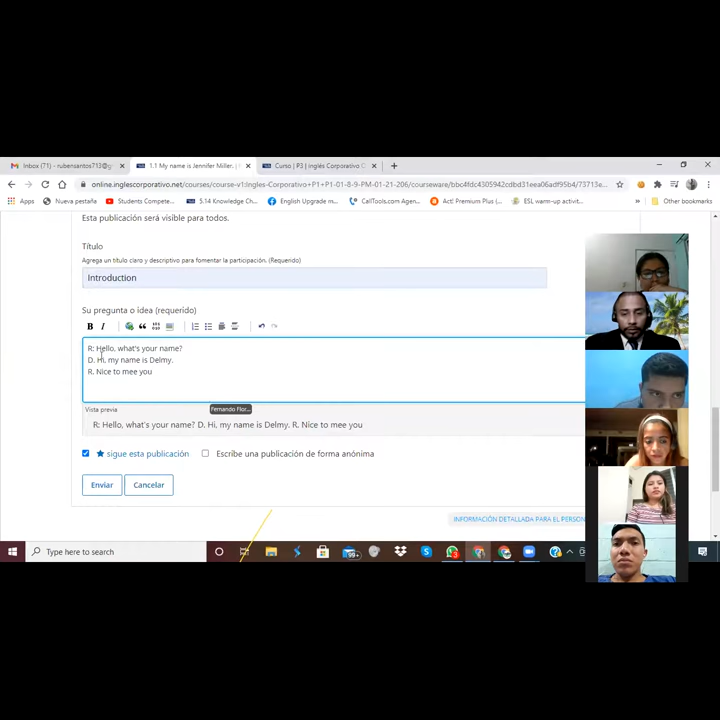 Inbox (71) - rubensantos713@g
1.1 My name is Jennifer Miller. |
Curso | P3 | Inglés Corporativo
online.inglescorporativo.net/courses/course-v1:Ingles-Corporativo+P1+P1-01-8-9-PM-01-21-206/courseware/bbc4fdc4305942cdbd31eea06adf95b4/73713e...
Apps
Nueva pestaña
Students Compete...
5.14 Knowledge Ch...
English Upgrade m...
CallTools.com Agen...
Act! Premium Plus (...
ESL warm-up activit...
»
Other bookmarks
Esta publicación será visible para todos.
Título
Agrega un título claro y descriptivo para fomentar la participación. (Requerido)
Introduction
Su pregunta o idea (requerido)
B I
R: Hello, what's your name?
D. Hi, my name is Delmy.
R. Nice to mee you
Fernando Flor...
Vista previa
R: Hello, what's your name? D. Hi, my name is Delmy. R. Nice to mee you
sigue esta publicación
Escribe una publicación de forma anónima
Enviar
Cancelar
INFORMACIÓN DETALLADA PARA EL PERSON
Type here to search
99+
3